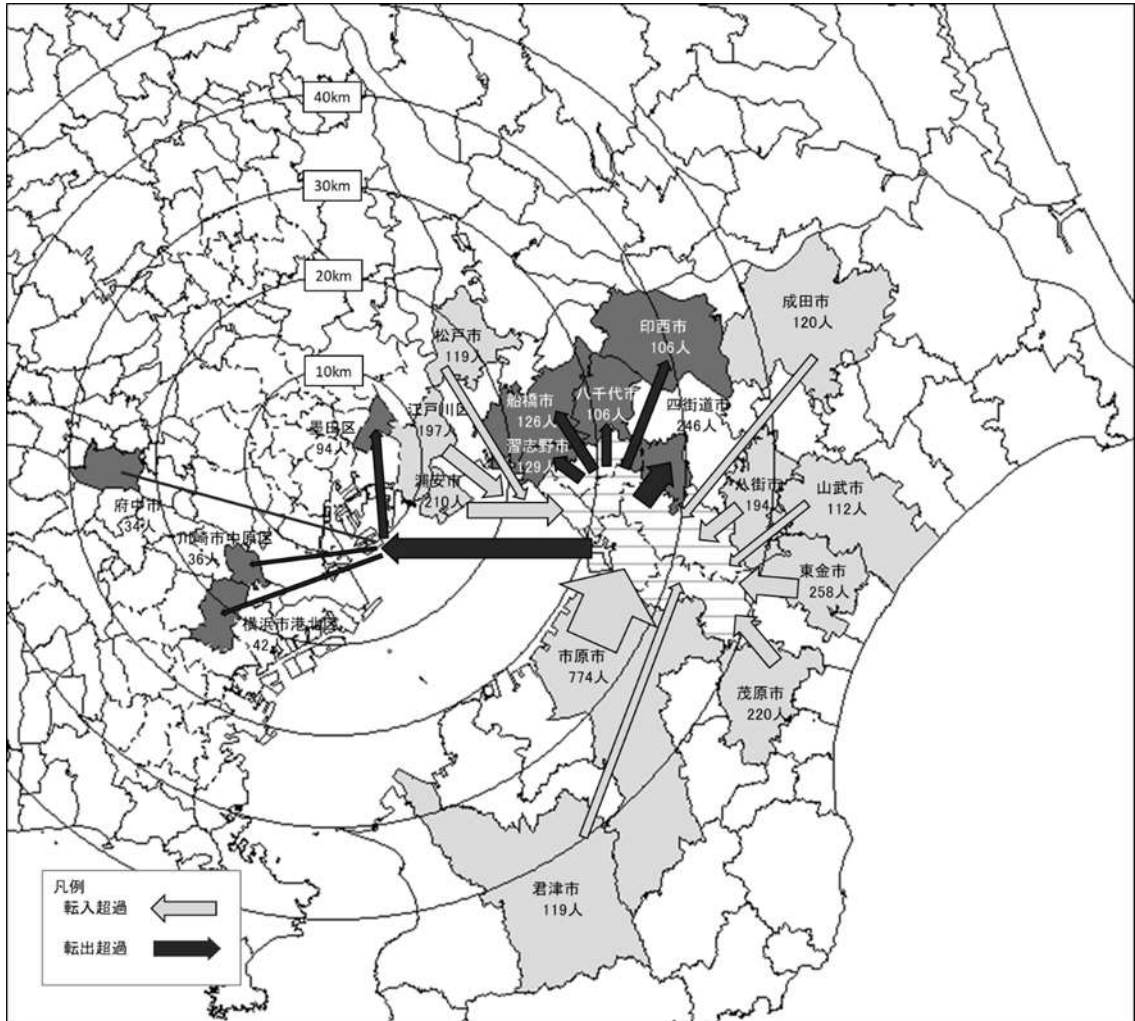 40km
30km
20km
10km
成田市
120人
印西市
106人
松戸市
119人
船橋市
126人
八千代市
106人
四街道市
246人
江戸川区
197人
墨田区
94人
習志野市
129人
浦安市
210人
八街市
194人
山武市
112人
府中市
34人
川崎市中原区
36人
東金市
258人
横浜市港北区
42人
市原市
774人
茂原市
220人
君津市
119人
凡例
転入超過
転出超過